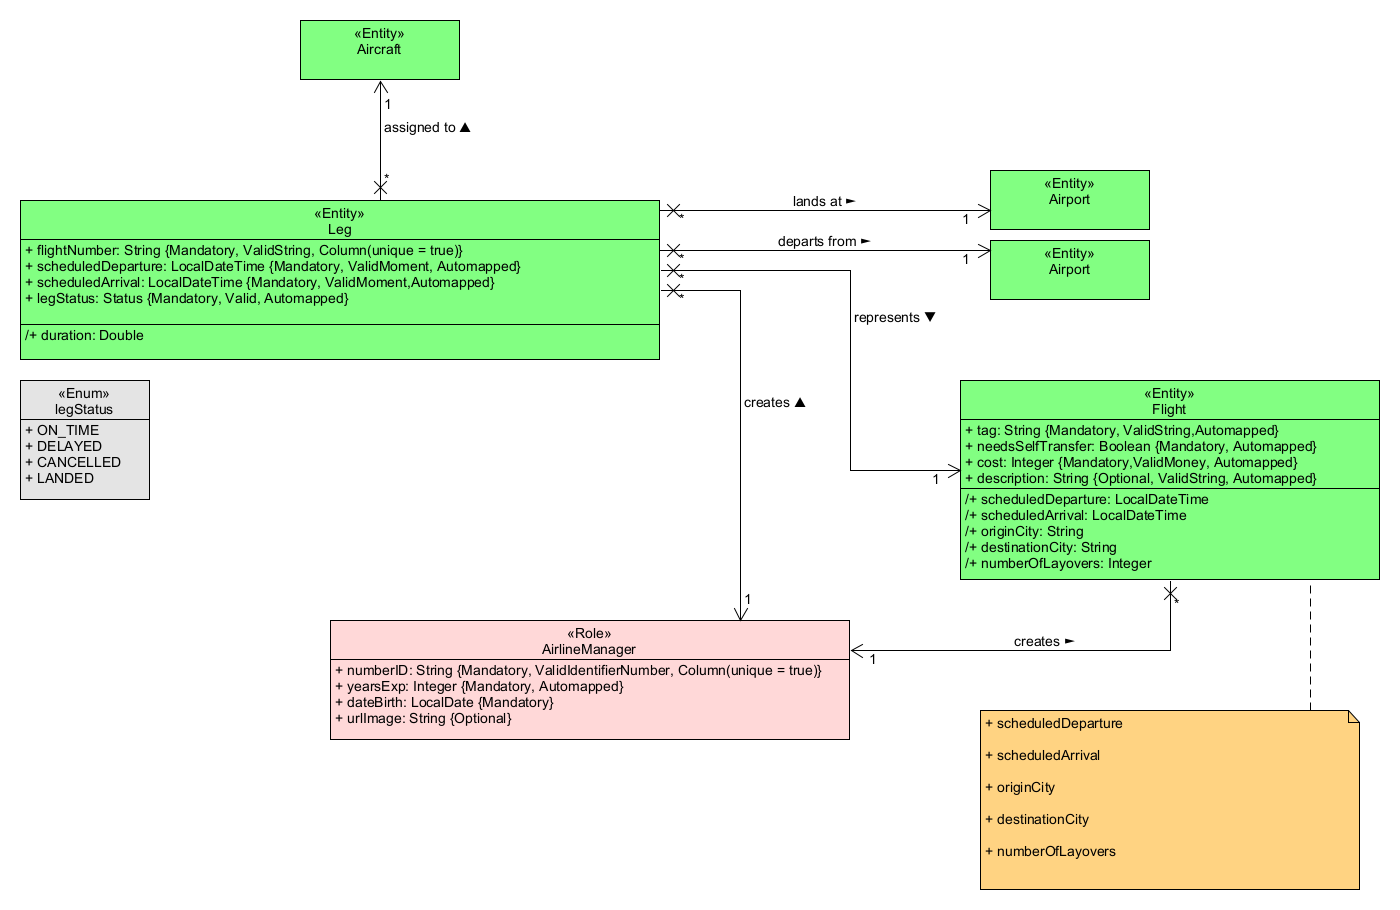 «Entity»
Aircraft
1
assigned to ▲
*
«Entity»
Leg
+ flightNumber: String {Mandatory, ValidString, Column(unique = true)}
+ scheduledDeparture: LocalDateTime {Mandatory, ValidMoment, Automapped}
+ scheduledArrival: LocalDateTime {Mandatory, ValidMoment,Automapped}
+ legStatus: Status {Mandatory, Valid, Automapped}
/+ duration: Double
* lands at ► 1
«Entity»
Airport
* departs from ► 1
«Entity»
Airport
*
represents ▼
1
*
creates ▲
1
«Enum»
legStatus
+ ON_TIME
+ DELAYED
+ CANCELLED
+ LANDED
«Entity»
Flight
+ tag: String {Mandatory, ValidString,Automapped}
+ needsSelfTransfer: Boolean {Mandatory, Automapped}
+ cost: Integer {Mandatory,ValidMoney, Automapped}
+ description: String {Optional, ValidString, Automapped}
/+ scheduledDeparture: LocalDateTime
/+ scheduledArrival: LocalDateTime
/+ originCity: String
/+ destinationCity: String
/+ numberOfLayovers: Integer
*
creates ►
1
«Role»
AirlineManager
+ numberID: String {Mandatory, ValidIdentifierNumber, Column(unique = true)}
+ yearsExp: Integer {Mandatory, Automapped}
+ dateBirth: LocalDate {Mandatory}
+ urlImage: String {Optional}
+ scheduledDeparture
+ scheduledArrival
+ originCity
+ destinationCity
+ numberOfLayovers